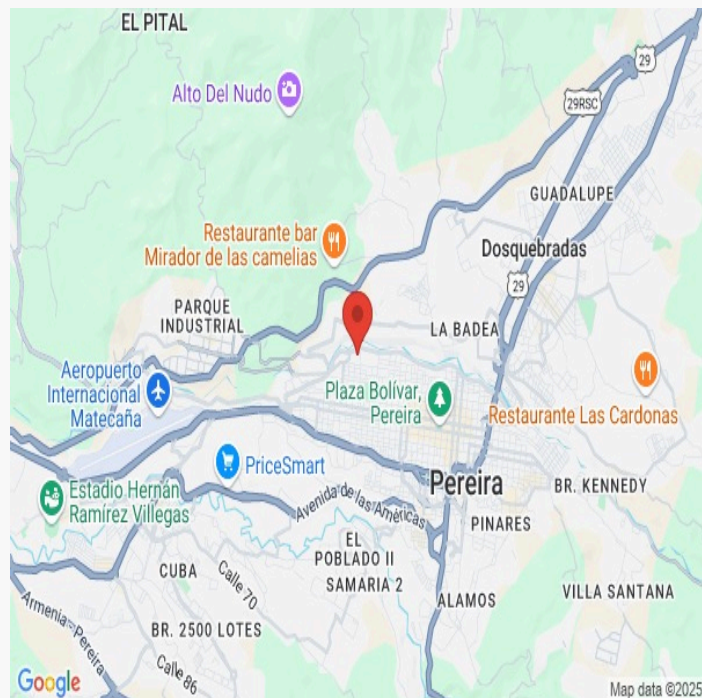 EL PITAL
Alto Del Nudo
29
29RSC
GUADALUPE
Restaurante bar
Mirador de las camelias
Dosquebradas
29
PARQUE
INDUSTRIAL
LA BADEA
Aeropuerto
Internacional
Matecaña
Plaza Bolívar,
Pereira
Restaurante Las Cardonas
PriceSmart
Pereira
BR. KENNEDY
Estadio Hernán
Ramírez Villegas
Avenida de las Américas
PINARES
EL
POBLADO II
SAMARIA 2
CUBA
Calle 70
ALAMOS
VILLA SANTANA
Armenia - Pereira
BR. 2500 LOTES
Calle 86
Google
Map data ©2025